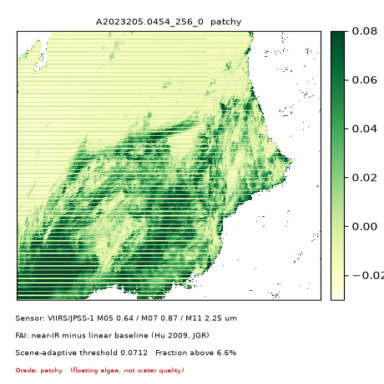 A2023205.0454_256_0 patchy
0.08
0.06
0.04
0.02
0.00
−0.02
Sensor: VIIRS/JPSS-1 M05 0.64 / M07 0.87 / M11 2.25 um
FAI: near-IR minus linear baseline (Hu 2009, JGR)
Scene-adaptive threshold 0.0712 Fraction above 6.6%
Grade: patchy (floating algae, not water quality)